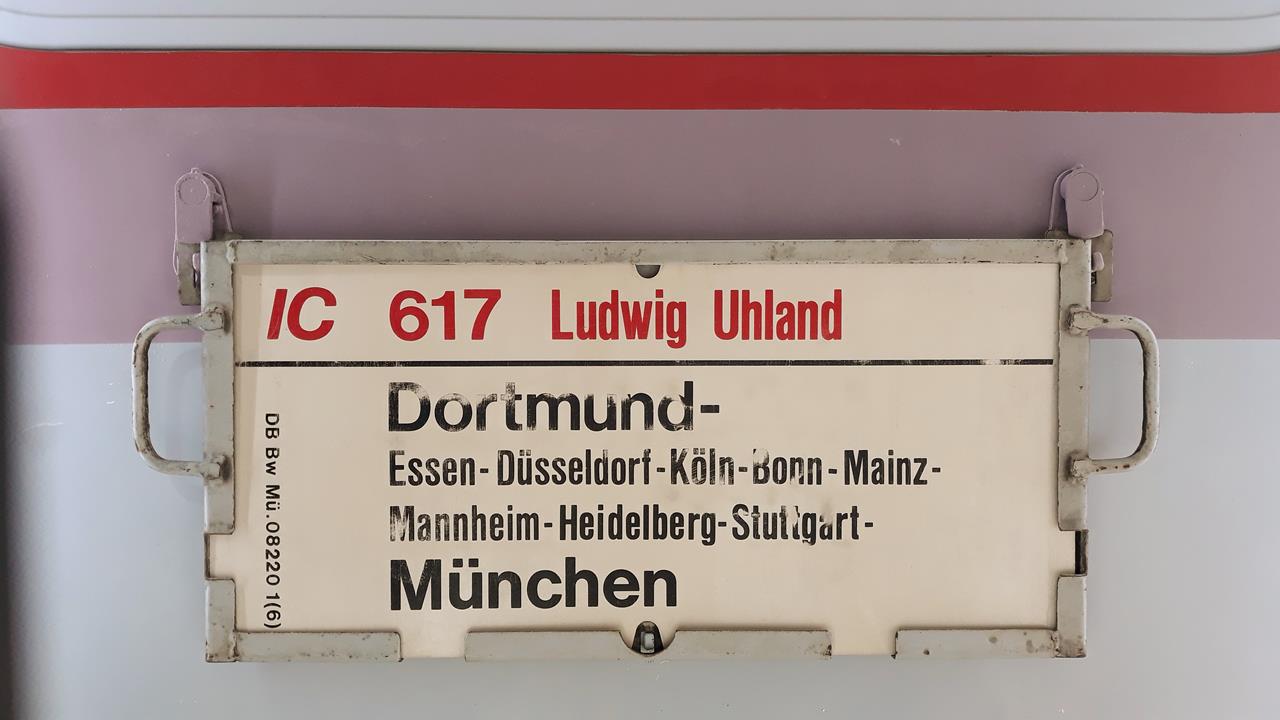 IC 617 Ludwig Uhland
Dortmund-
Essen-Düsseldorf-Köln-Bonn-Mainz-
Mannheim-Heidelberg-Stuttgart-
München
DB Bw Mü. 08220 1(6)